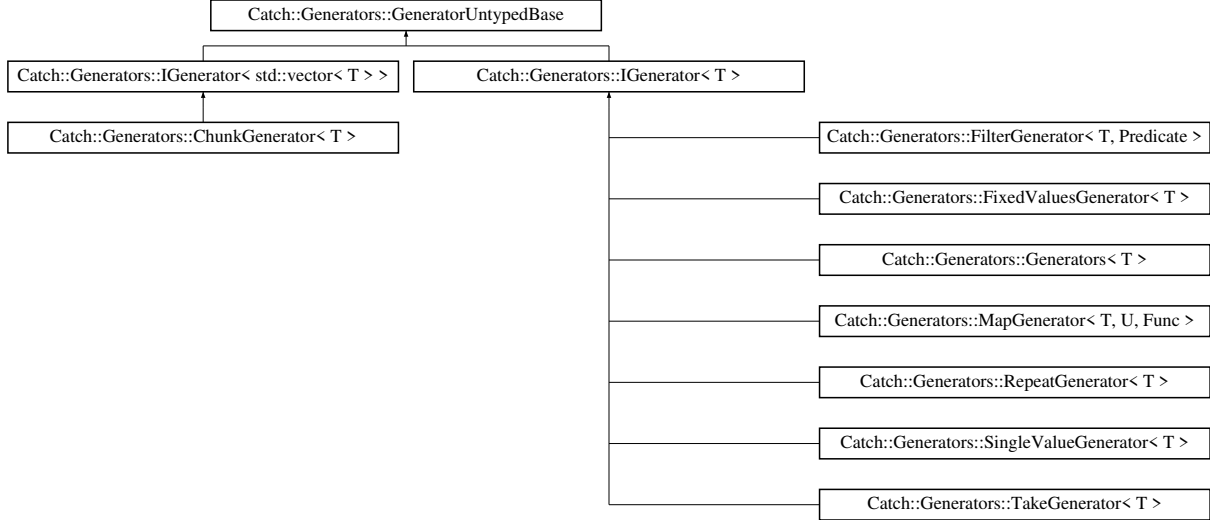 Catch::Generators::GeneratorUntypedBase
Catch::Generators::IGenerator< std::vector< T > >
Catch::Generators::IGenerator< T >
Catch::Generators::ChunkGenerator< T >
Catch::Generators::FilterGenerator< T, Predicate >
Catch::Generators::FixedValuesGenerator< T >
Catch::Generators::Generators< T >
Catch::Generators::MapGenerator< T, U, Func >
Catch::Generators::RepeatGenerator< T >
Catch::Generators::SingleValueGenerator< T >
Catch::Generators::TakeGenerator< T >